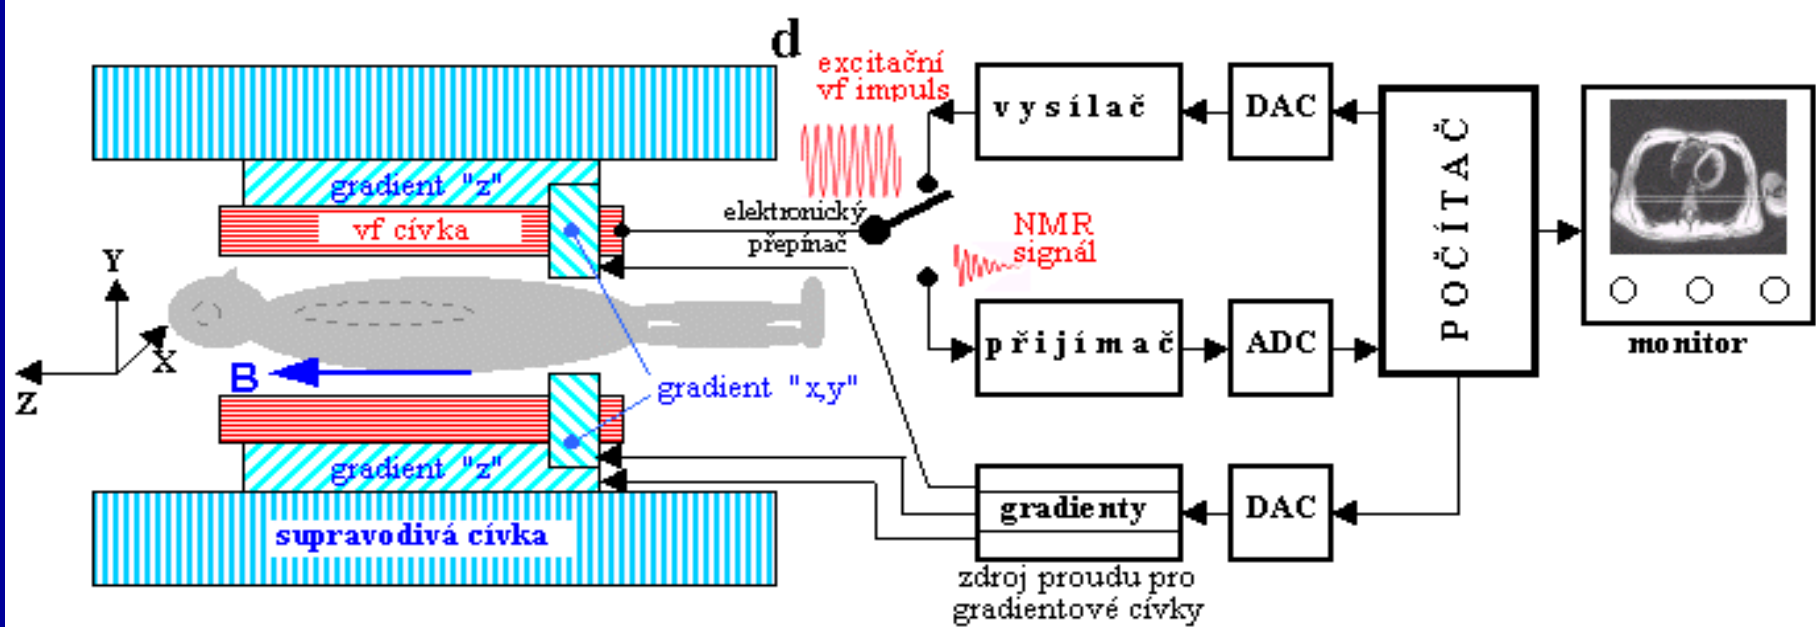 d
excitační
vf impuls
vysílač
DAC
POČÍTAČ
gradient "z"
vf cívka
elektronický
přepínač
NMR
signál
Y
X
Z
B
přijímač
ADC
monitor
gradient "x,y"
gradient "z"
supravodivá cívka
gradienty
DAC
zdroj proudu pro
gradientové cívky